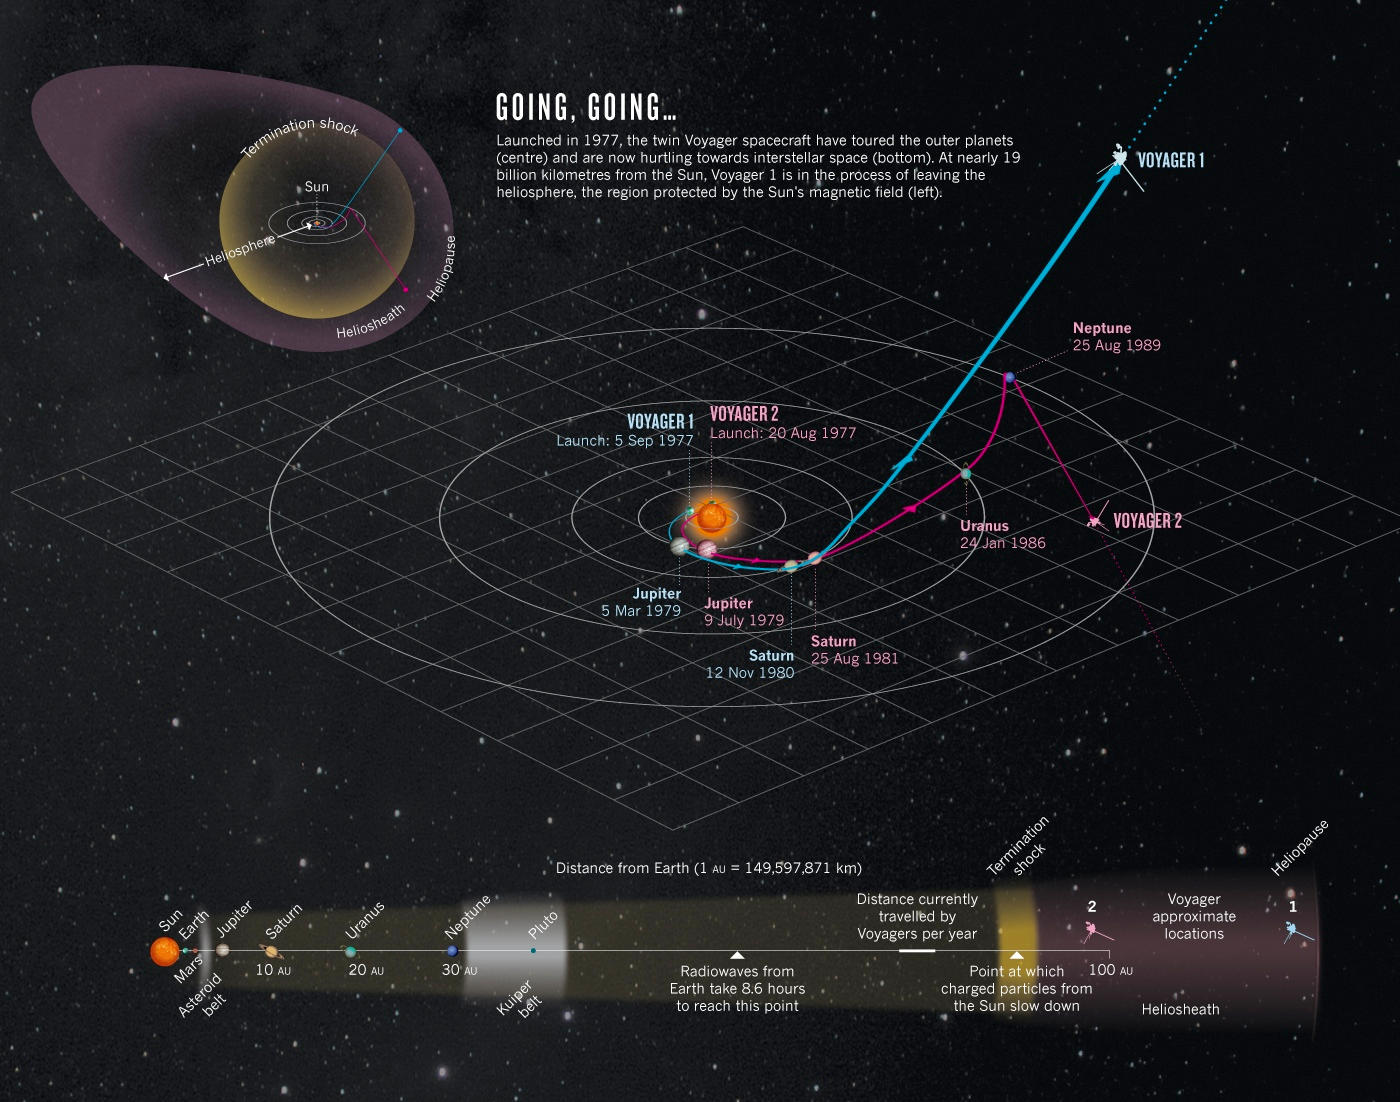 GOING, GOING...
Launched in 1977, the twin Voyager spacecraft have toured the outer planets
(centre) and are now hurtling towards interstellar space (bottom). At nearly 19
billion kilometres from the Sun, Voyager 1 is in the process of leaving the
heliosphere, the region protected by the Sun's magnetic field (left).
Termination shock
Sun
Heliosphere
Heliopause
Heliosheath
VOYAGER 1
Neptune
25 Aug 1989
VOYAGER 1
Launch: 5 Sep 1977
VOYAGER 2
Launch: 20 Aug 1977
Uranus
24 Jan 1986
VOYAGER 2
Jupiter
5 Mar 1979
Jupiter
9 July 1979
Saturn
12 Nov 1980
Saturn
25 Aug 1981
Distance from Earth (1 AU = 149,597,871 km)
Sun
Earth
Mars
Asteroid
belt
Jupiter
Saturn
10 AU
Uranus
20 AU
Neptune
30 AU
Pluto
Kuiper
belt
Radiowaves from
Earth take 8.6 hours
to reach this point
Distance currently
travelled by
Voyagers per year
Termination
shock
Point at which
charged particles from
the Sun slow down
2
100 AU
Voyager
approximate
locations
Heliosheath
1
Heliopause